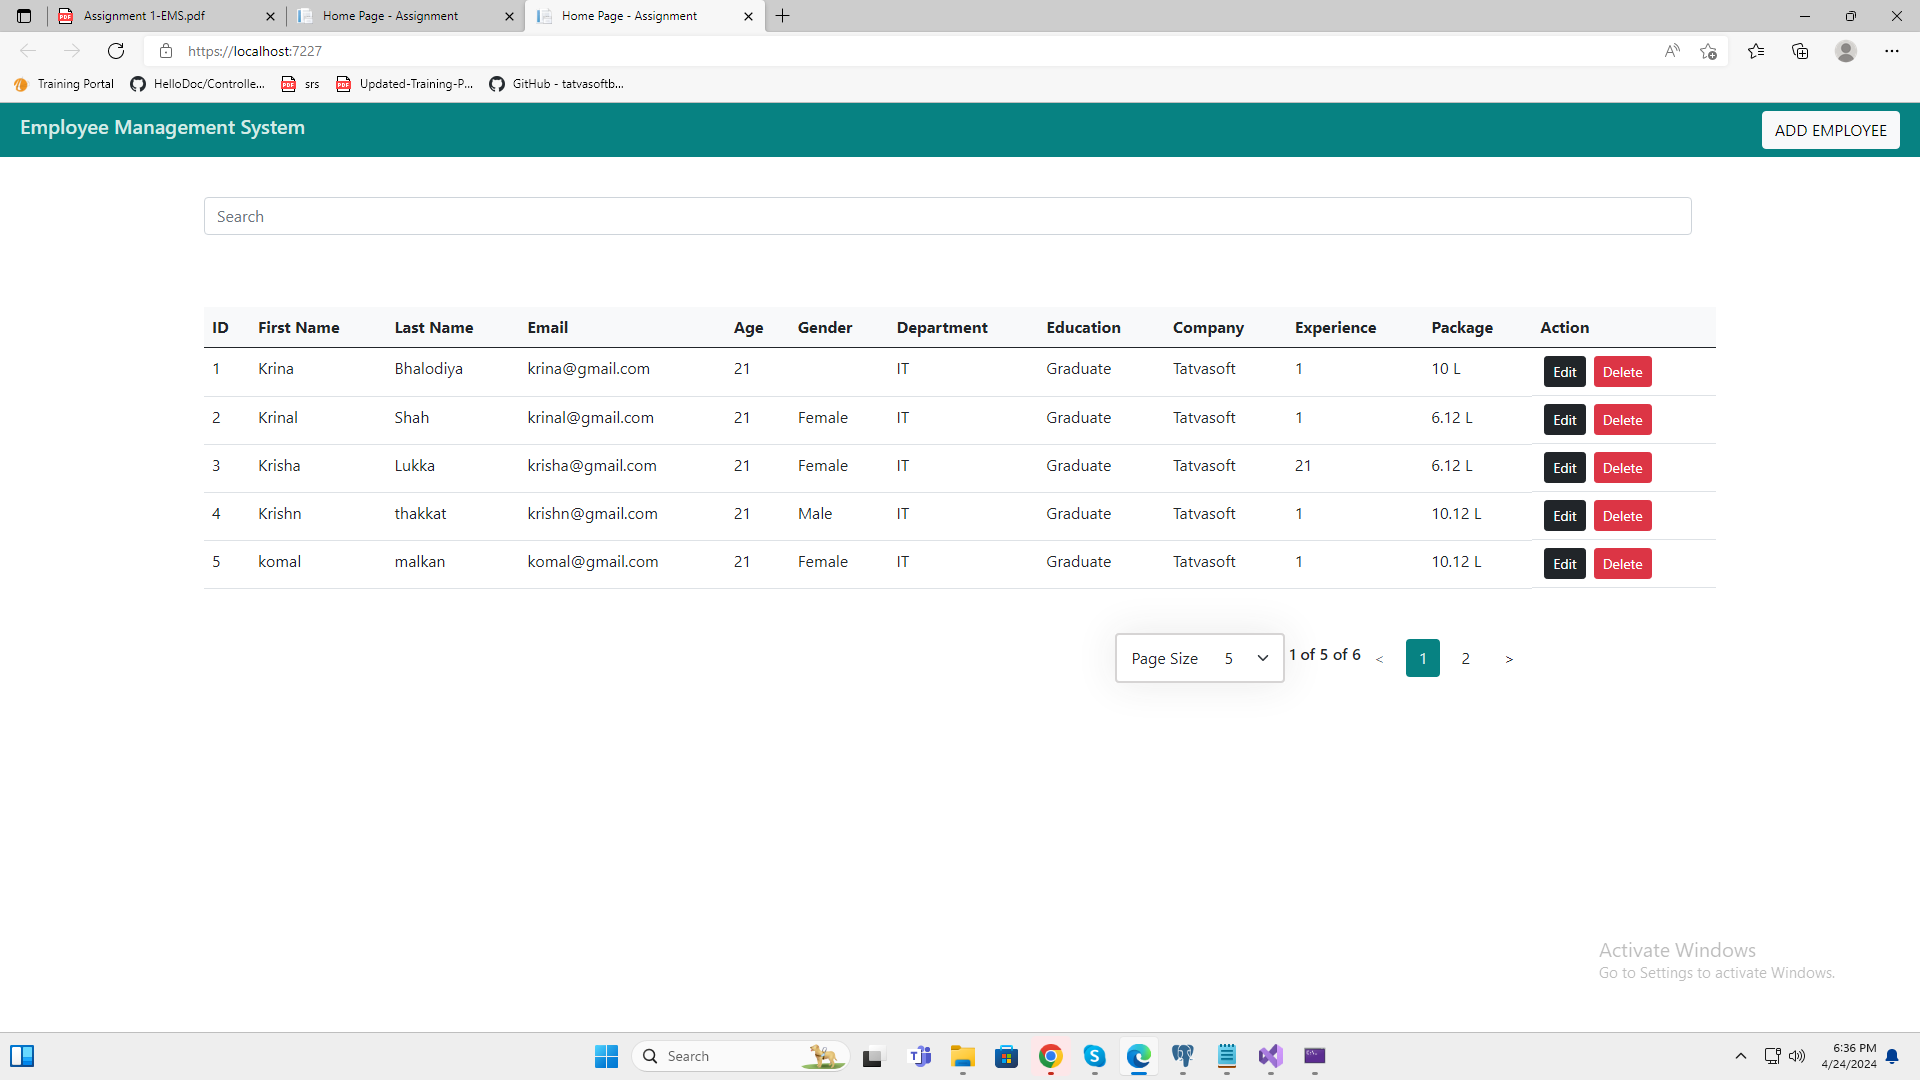 Assignment 1-EMS.pdf
Home Page - Assignment
Home Page - Assignment
https://localhost:7227
Training Portal
HelloDoc/Controlle...
srs
Updated-Training-P...
GitHub - tatvasoftb...
Employee Management System
ADD EMPLOYEE
Search
ID First Name Last Name Email Age Gender Department Education Company Experience Package Action
1 Krina Bhalodiya krina@gmail.com 21 IT Graduate Tatvasoft 1 10 L Edit Delete
2 Krinal Shah krinal@gmail.com 21 Female IT Graduate Tatvasoft 1 6.12 L Edit Delete
3 Krisha Lukka krisha@gmail.com 21 Female IT Graduate Tatvasoft 21 6.12 L Edit Delete
4 Krishn thakkat krishn@gmail.com 21 Male IT Graduate Tatvasoft 1 10.12 L Edit Delete
5 komal malkan komal@gmail.com 21 Female IT Graduate Tatvasoft 1 10.12 L Edit Delete
Page Size 5 1 of 5 of 6 < 1 2 >
Activate Windows
Go to Settings to activate Windows.
Search
6:36 PM
4/24/2024